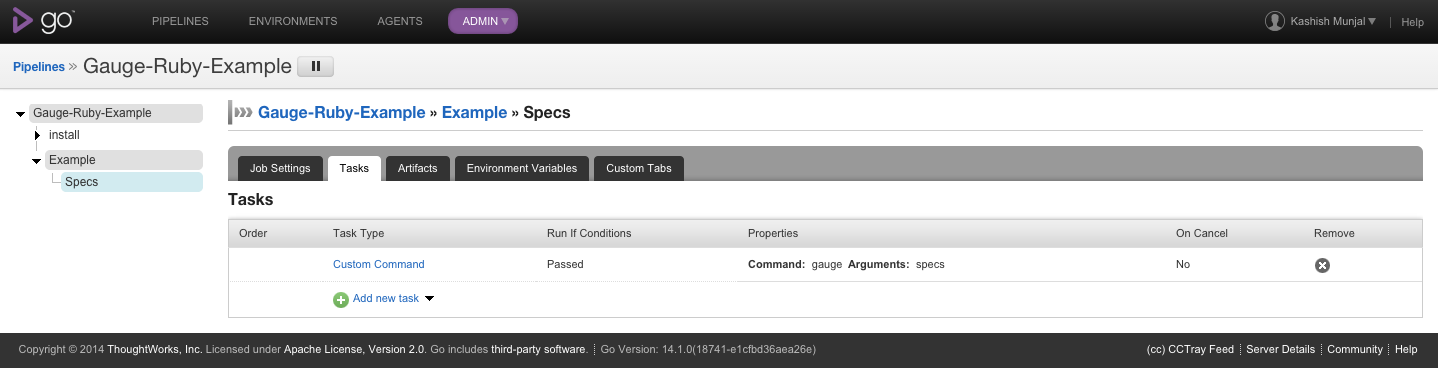 go™ PIPELINES ENVIRONMENTS AGENTS ADMIN Kashish Munjal Help
Pipelines » Gauge-Ruby-Example
Gauge-Ruby-Example
install
Example
Specs
Gauge-Ruby-Example » Example » Specs
Job Settings Tasks Artifacts Environment Variables Custom Tabs
Tasks
Order Task Type Run If Conditions Properties On Cancel Remove
Custom Command Passed Command: gauge Arguments: specs No
Add new task
Copyright © 2014 ThoughtWorks, Inc. Licensed under Apache License, Version 2.0. Go includes third-party software. Go Version: 14.1.0(18741-e1cfbd36aea26e) (cc) CCTray Feed Server Details Community Help